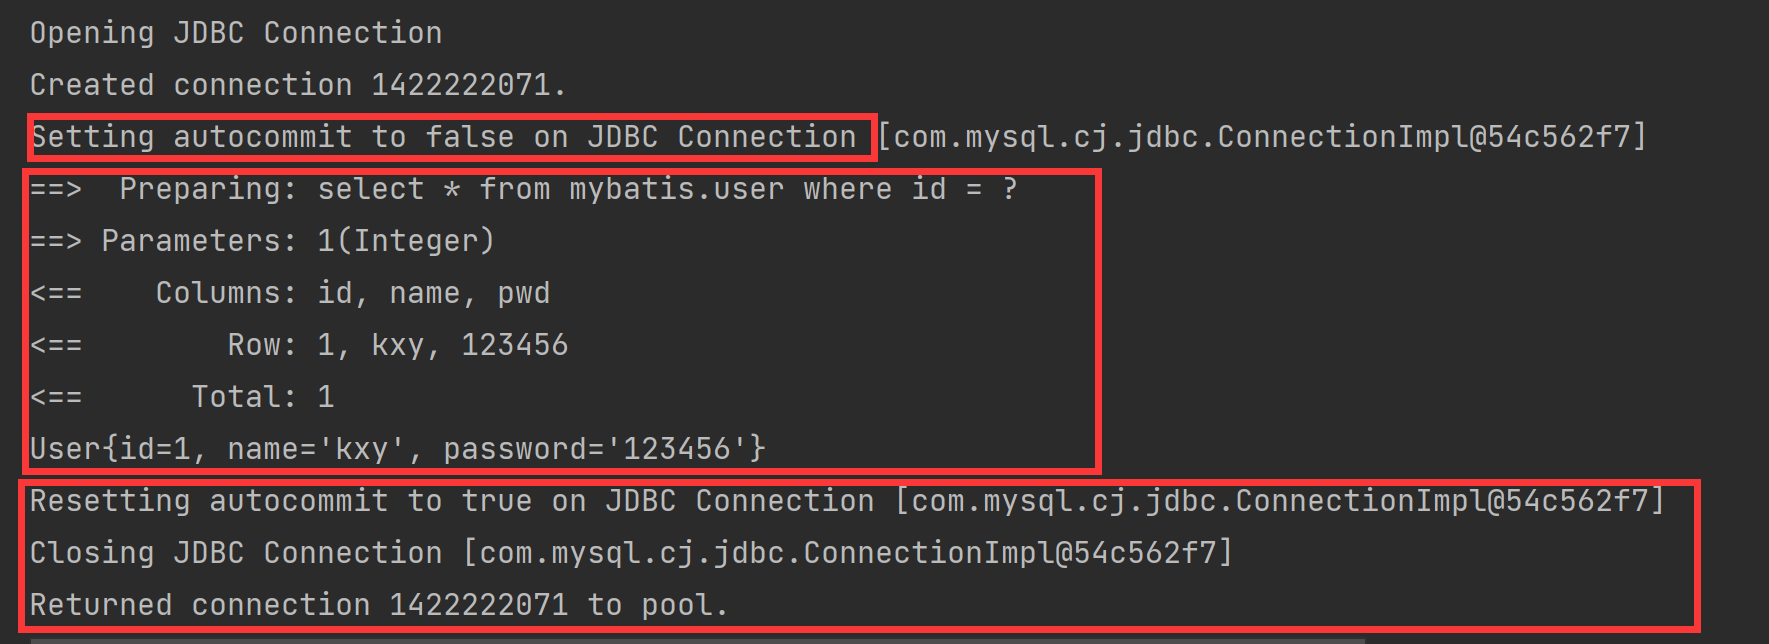 Opening JDBC Connection
Created connection 1422222071.
Setting autocommit to false on JDBC Connection [com.mysql.cj.jdbc.ConnectionImpl@54c562f7]
==>  Preparing: select * from mybatis.user where id = ?
==> Parameters: 1(Integer)
<==    Columns: id, name, pwd
<==        Row: 1, kxy, 123456
<==      Total: 1
User{id=1, name='kxy', password='123456'}
Resetting autocommit to true on JDBC Connection [com.mysql.cj.jdbc.ConnectionImpl@54c562f7]
Closing JDBC Connection [com.mysql.cj.jdbc.ConnectionImpl@54c562f7]
Returned connection 1422222071 to pool.